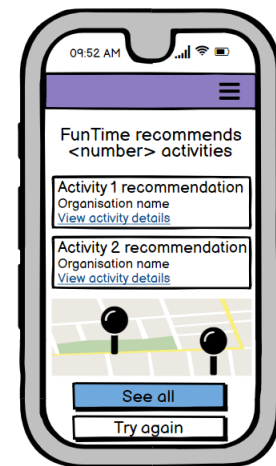 09:52 AM
FunTime recommends
<number> activities
Activity 1 recommendation
Organisation name
View activity details
Activity 2 recommendation
Organisation name
View activity details
See all
Try again